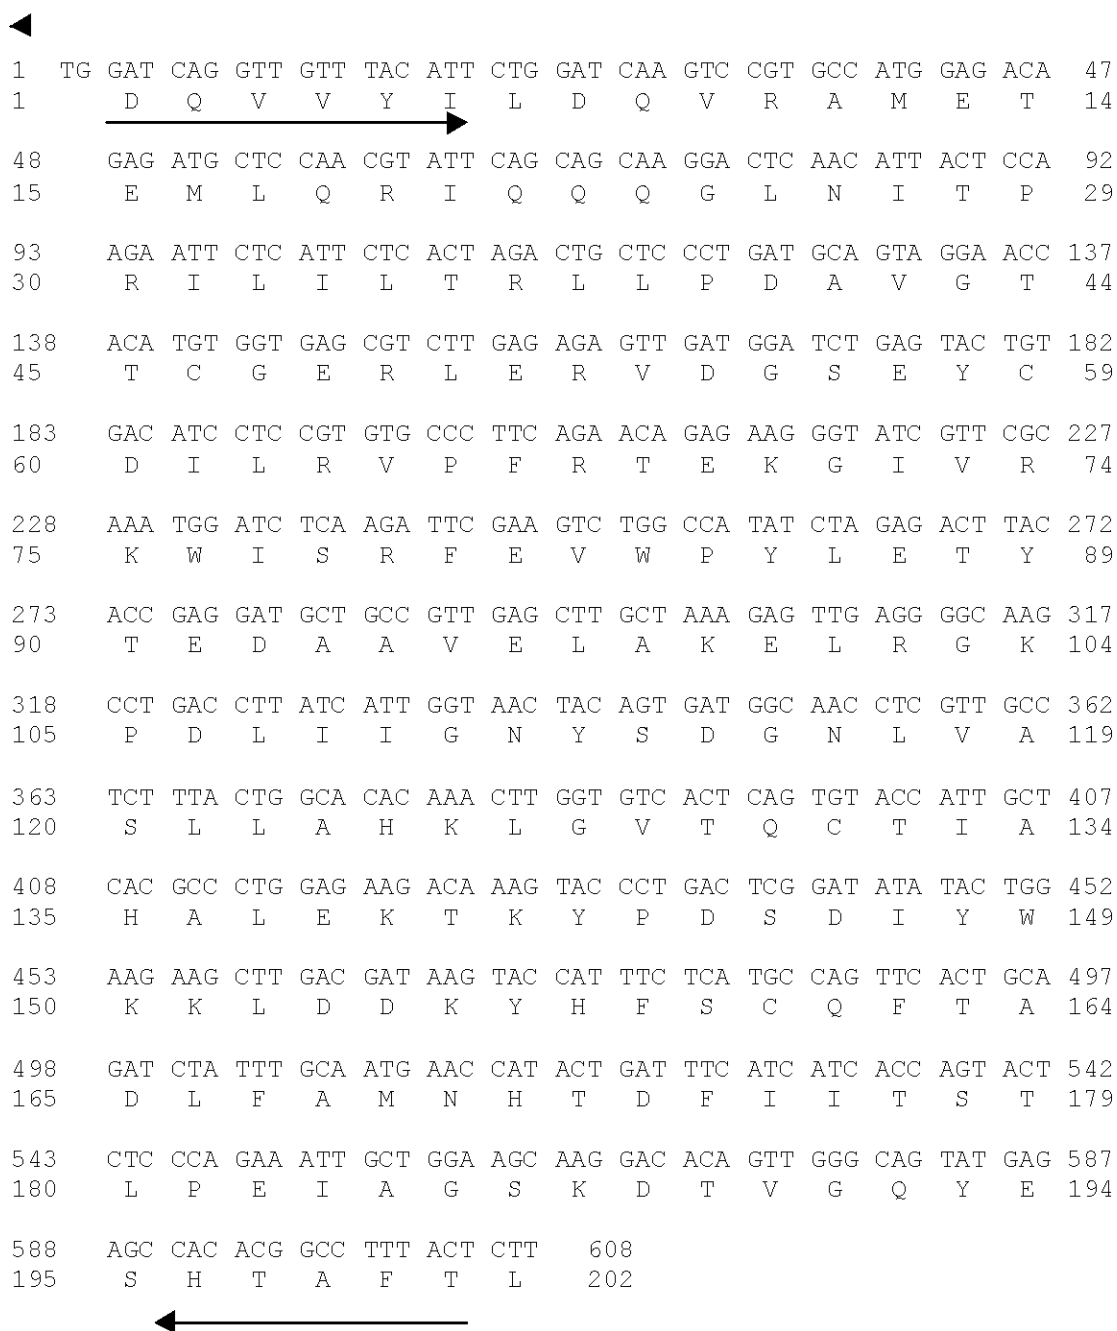 1 TG GAT CAG GTT GTT TAC ATT CTG GAT CAA GTC CGT GCC ATG GAG ACA 47
1 D Q V V Y I L D Q V R A M E T 14
48 GAG ATG CTC CAA CGT ATT CAG CAG CAA GGA CTC AAC ATT ACT CCA 92
15 E M L Q R I Q Q Q G L N I T P 29
93 AGA ATT CTC ATT CTC ACT AGA CTG CTC CCT GAT GCA GTA GGA ACC 137
30 R I L I L T R L L P D A V G T 44
138 ACA TGT GGT GAG CGT CTT GAG AGA GTT GAT GGA TCT GAG TAC TGT 182
45 T C G E R L E R V D G S E Y C 59
183 GAC ATC CTC CGT GTG CCC TTC AGA ACA GAG AAG GGT ATC GTT CGC 227
60 D I L R V P F R T E K G I V R 74
228 AAA TGG ATC TCA AGA TTC GAA GTC TGG CCA TAT CTA GAG ACT TAC 272
75 K W I S R F E V W P Y L E T Y 89
273 ACC GAG GAT GCT GCC GTT GAG CTT GCT AAA GAG TTG AGG GGC AAG 317
90 T E D A A V E L A K E L R G K 104
318 CCT GAC CTT ATC ATT GGT AAC TAC AGT GAT GGC AAC CTC GTT GCC 362
105 P D L I I G N Y S D G N L V A 119
363 TCT TTA CTG GCA CAC AAA CTT GGT GTC ACT CAG TGT ACC ATT GCT 407
120 S L L A H K L G V T Q C T I A 134
408 CAC GCC CTG GAG AAG ACA AAG TAC CCT GAC TCG GAT ATA TAC TGG 452
135 H A L E K T K Y P D S D I Y W 149
453 AAG AAG CTT GAC GAT AAG TAC CAT TTC TCA TGC CAG TTC ACT GCA 497
150 K K L D D K Y H F S C Q F T A 164
498 GAT CTA TTT GCA ATG AAC CAT ACT GAT TTC ATC ATC ACC AGT ACT 542
165 D L F A M N H T D F I I T S T 179
543 CTC CCA GAA ATT GCT GGA AGC AAG GAC ACA GTT GGG CAG TAT GAG 587
180 L P E I A G S K D T V G Q Y E 194
588 AGC CAC ACG GCC TTT ACT CTT 608
195 S H T A F T L 202